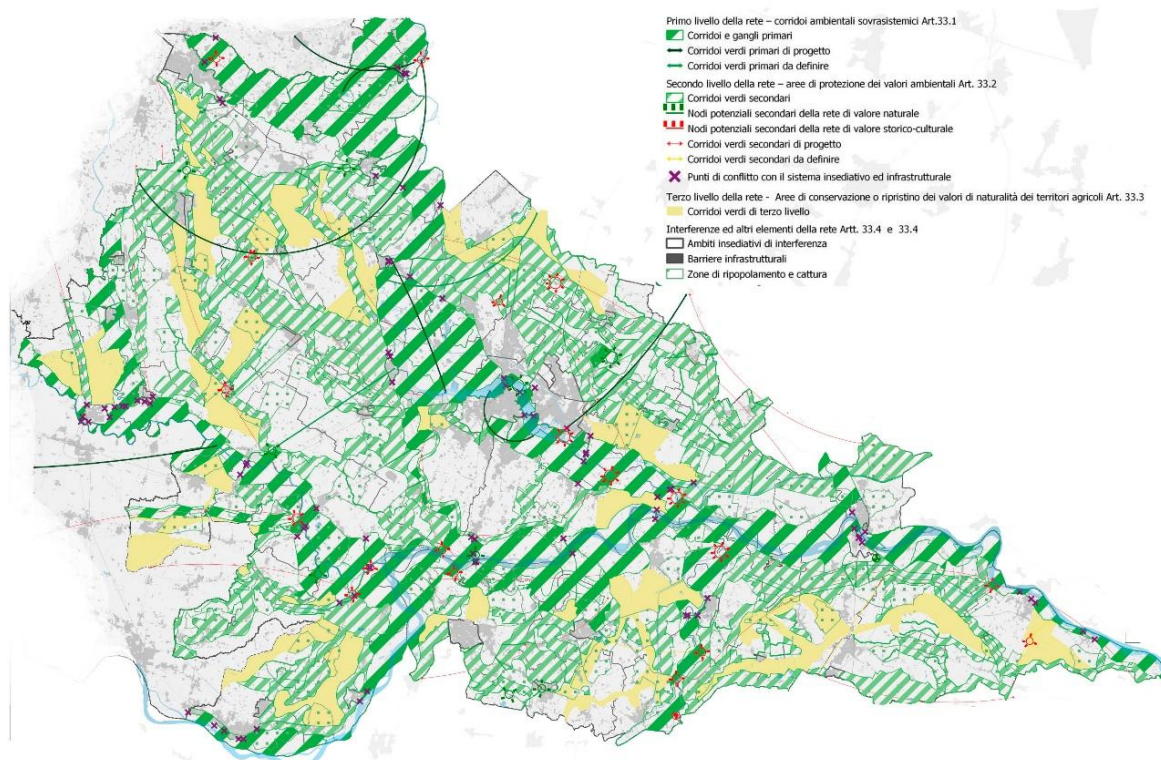 Primo livello della rete – corridoi ambientali sovrasistemici Art.33.1
Corridoi e gangli primari
Corridoi verdi primari di progetto
Corridoi verdi primari da definire
Secondo livello della rete – aree di protezione dei valori ambientali Art. 33.2
Corridoi verdi secondari
Nodi potenziali secondari della rete di valore naturale
Nodi potenziali secondari della rete di valore storico-culturale
Corridoi verdi secondari di progetto
Corridoi verdi secondari da definire
Punti di conflitto con il sistema insediativo ed infrastrutturale
Terzo livello della rete - Aree di conservazione o ripristino dei valori di naturalità dei territori agricoli Art. 33.3
Corridoi verdi di terzo livello
Interferenze ed altri elementi della rete Artt. 33.4 e 33.4
Ambiti insediativi di interferenza
Barriere infrastrutturali
Zone di ripopolamento e cattura